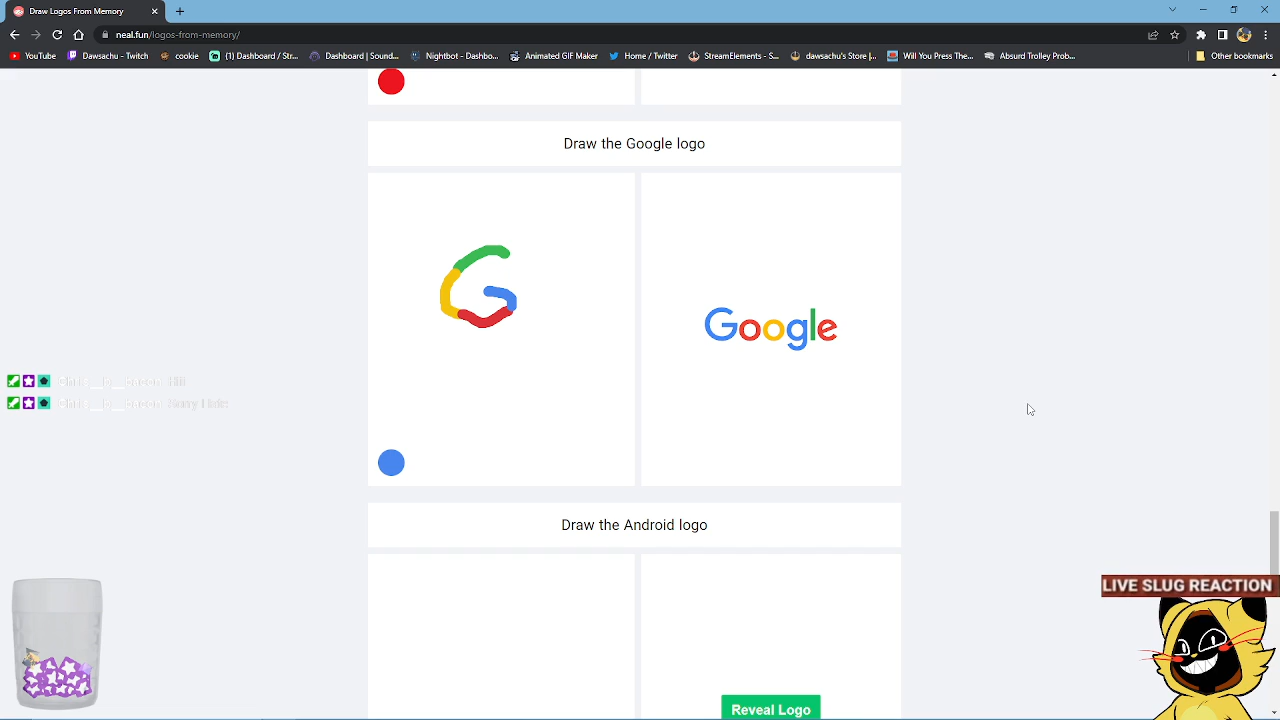 Draw Logos From Memory
neal.fun/logos-from-memory/
YouTube Dawsachu - Twitch cookie Dashboard / Str... Dashboard | Sound... Nightbot - Dashbo... Animated GIF Maker Home / Twitter StreamElements - S... dawsachu's Store |... Will You Press The... Absurd Trolley Prob... Other bookmarks
Draw the Google logo
G
Google
Chris__b__bacon
Chris__b__bacon
Draw the Android logo
LIVE SLUG REACTION
Reveal Logo